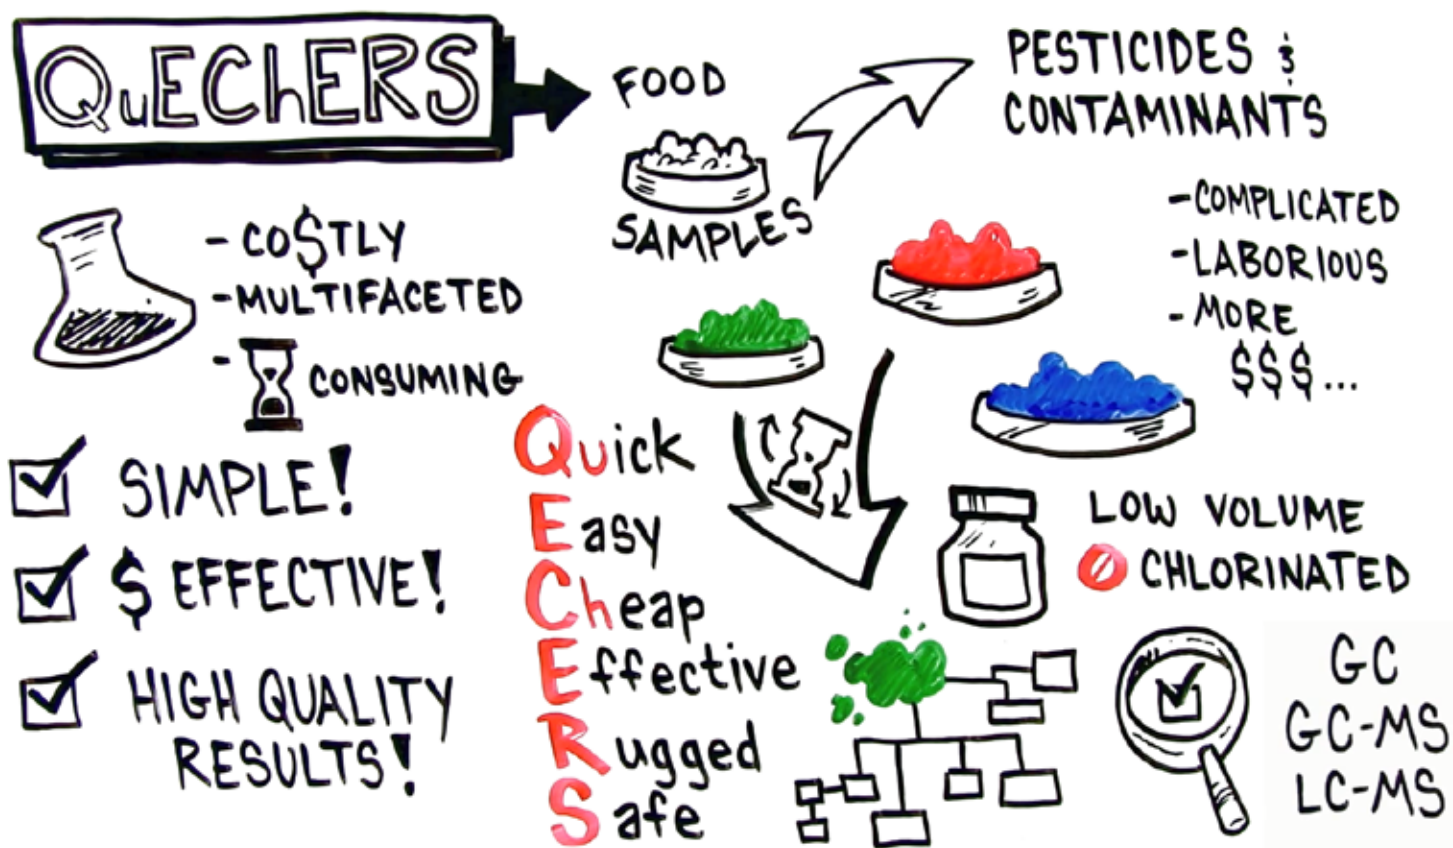 QuEChERS
FOOD
SAMPLES
PESTICIDES &
CONTAMINANTS
- CO$TLY
- MULTIFACETED
- CONSUMING
- COMPLICATED
- LABORIOUS
- MORE
$$$...
SIMPLE!
$ EFFECTIVE!
HIGH QUALITY
RESULTS!
Quick
Easy
Cheap
Effective
Rugged
Safe
LOW VOLUME
CHLORINATED
GC
GC-MS
LC-MS